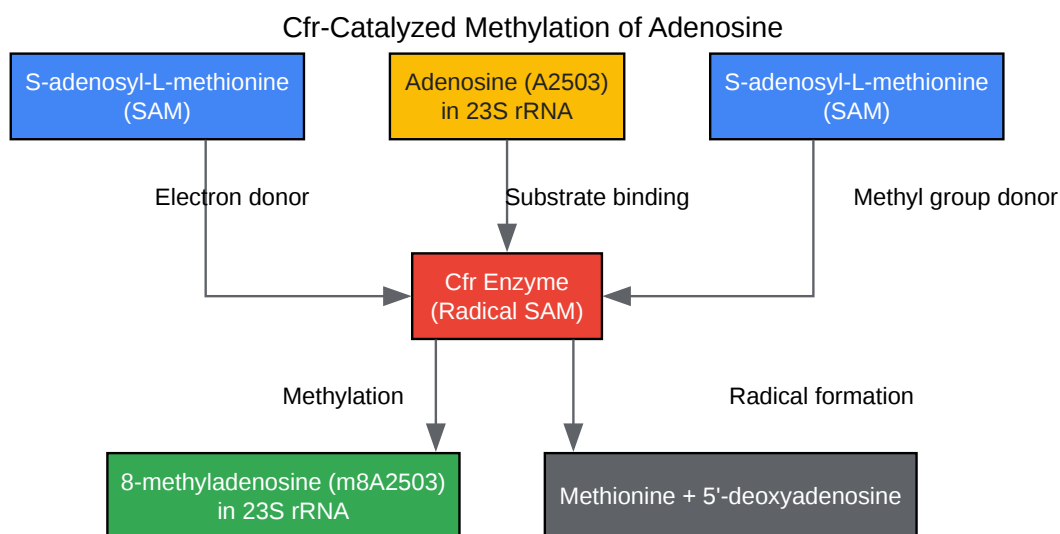 Cfr-Catalyzed Methylation of Adenosine
S-adenosyl-L-methionine
(SAM)
Adenosine (A2503)
in 23S rRNA
S-adenosyl-L-methionine
(SAM)
Electron donor
Substrate binding
Methyl group donor
Cfr Enzyme
(Radical SAM)
Methylation
Radical formation
8-methyladenosine (m8A2503)
in 23S rRNA
Methionine + 5'-deoxyadenosine